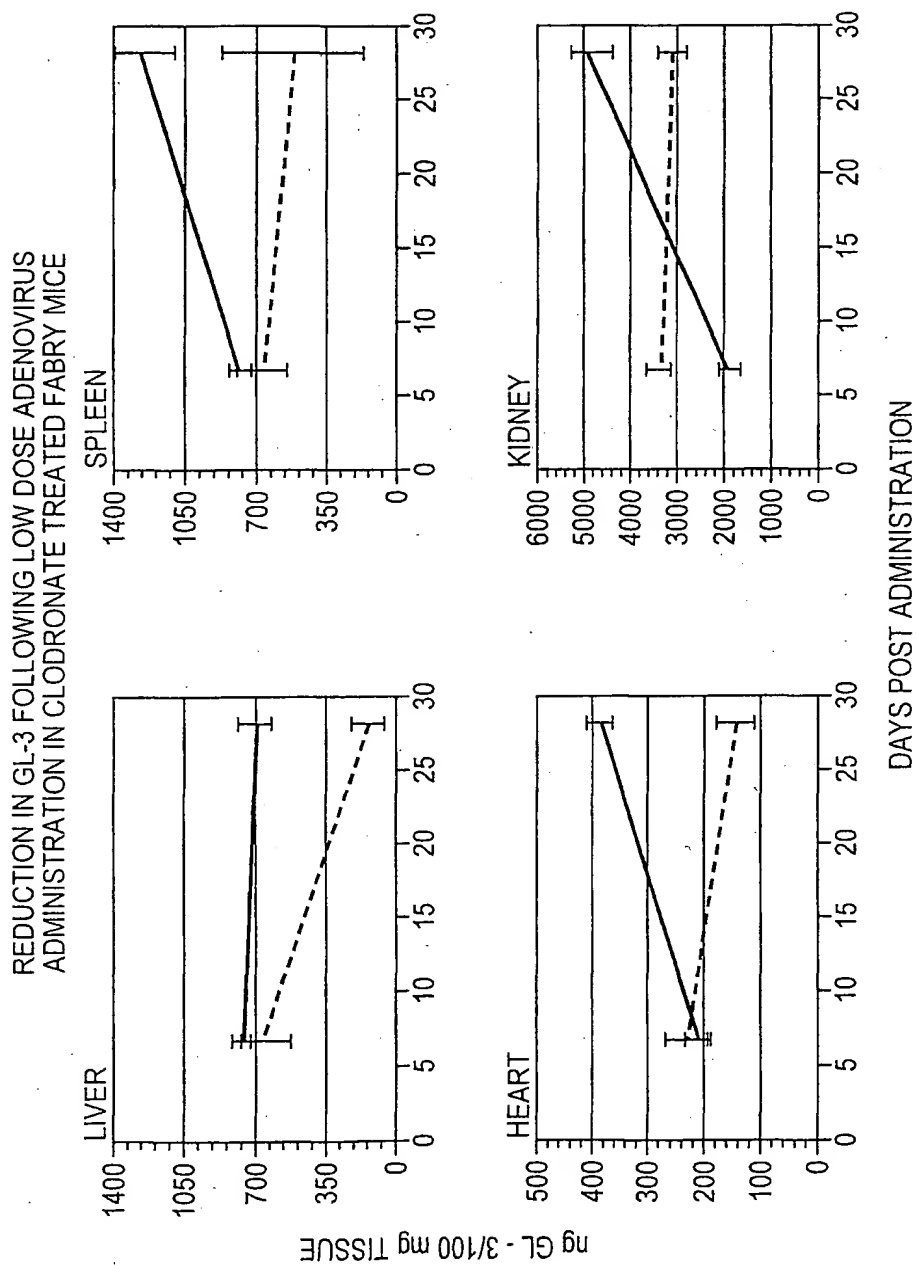 REDUCTION IN GL-3 FOLLOWING LOW DOSE ADENOVIRUS
ADMINISTRATION IN CLODRONATE TREATED FABRY MICE
LIVER
1400
1050
700
350
0
0 5 10 15 20 25 30
SPLEEN
1400
1050
700
350
0
0 5 10 15 20 25 30
HEART
500
400
300
200
100
0
0 5 10 15 20 25 30
KIDNEY
6000
5000
4000
3000
2000
1000
0
0 5 10 15 20 25 30
ng GL - 3/100 mg TISSUE
DAYS POST ADMINISTRATION